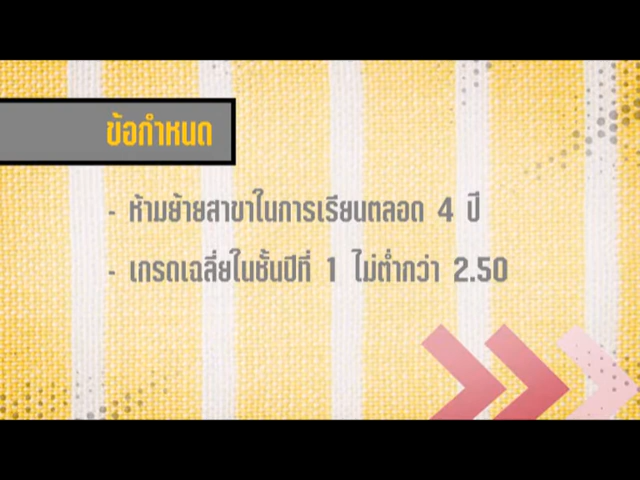 ข้อกำหนด
- ห้ามย้ายสาขาในการเรียนตลอด 4 ปี
- เกรดเฉลี่ยในชั้นปีที่ 1 ไม่ต่ำกว่า 2.50